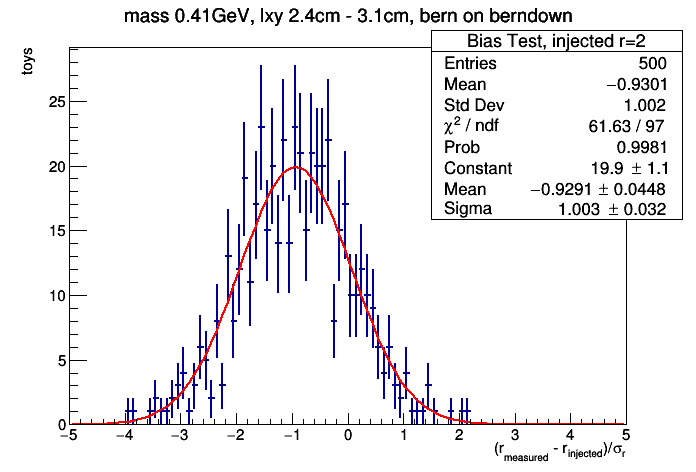 mass 0.41GeV, lxy 2.4cm - 3.1cm, bern on berndown
Bias Test, injected r=2
Entries 500
Mean −0.9301
Std Dev 1.002
χ² / ndf 61.63 / 97
Prob 0.9981
Constant 19.9 ± 1.1
Mean −0.9291 ± 0.0448
Sigma 1.003 ± 0.032
toys
25
20
15
10
5
0
−5 −4 −3 −2 −1 0 1 2 3 4 5
(r_measured - r_injected)/σ_r